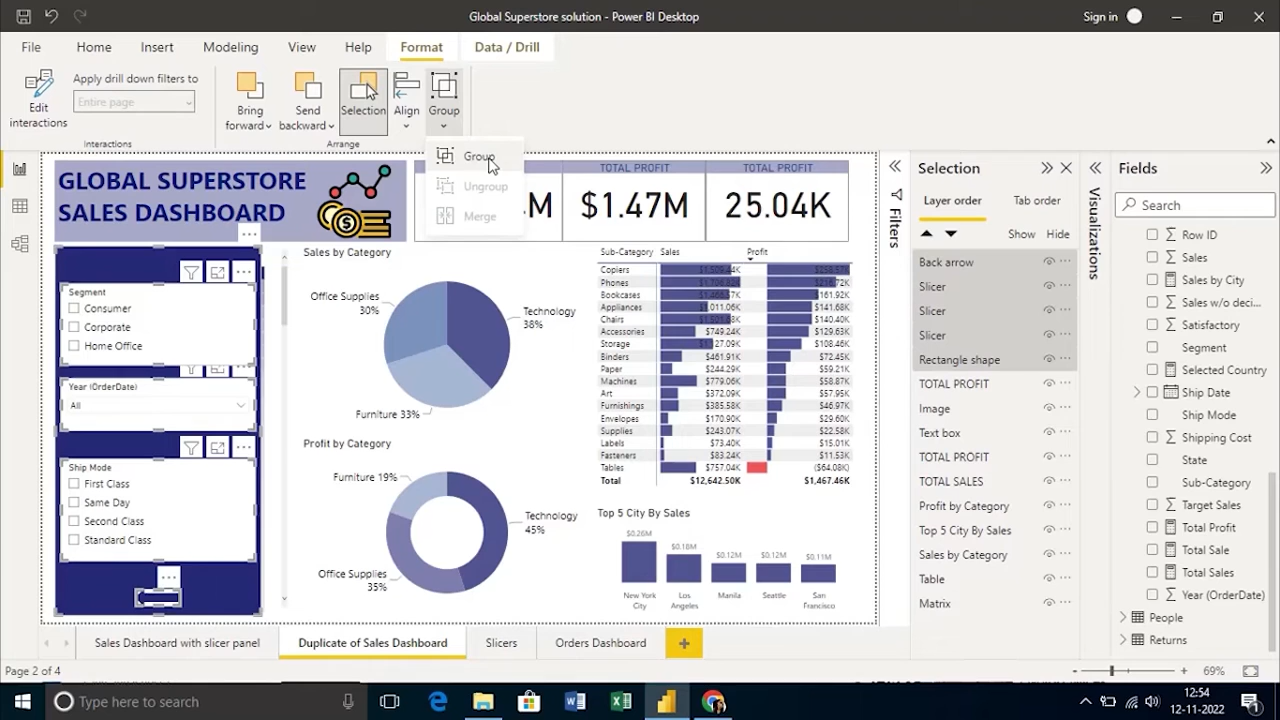 Global Superstore solution - Power BI Desktop
Sign in
File
Home
Insert
Modeling
View
Help
Format
Data / Drill
Edit
interactions
Apply drill down filters to
Entire page
Interactions
Bring
forward
Send
backward
Selection
Align
Group
Arrange
Group
Ungroup
Merge
GLOBAL SUPERSTORE
SALES DASHBOARD
TOTAL PROFIT
$1.47M
TOTAL PROFIT
25.04K
Segment
Consumer
Corporate
Home Office
Year (OrderDate)
All
Ship Mode
First Class
Same Day
Second Class
Standard Class
Sales by Category
Office Supplies
30%
Technology
38%
Furniture 33%
Profit by Category
Furniture 19%
Technology
45%
Office Supplies
35%
Sub-Category Sales Profit
Copiers
Phones
Bookcases $161.92K
Appliances $1,011.06K $141.68K
Chairs $140.40K
Accessories $749.24K $129.63K
Storage $108.46K
Binders $461.91K $72.45K
Paper $244.29K $59.21K
Machines $779.06K $58.87K
Art $372.09K $57.95K
Furnishings $385.58K $46.97K
Envelopes $170.90K $29.60K
Supplies $243.07K $22.58K
Labels $73.40K $15.01K
Fasteners $83.24K $11.53K
Tables $757.04K ($64.08K)
Total $12,642.50K $1,467.46K
Top 5 City By Sales
$0.26M
$0.18M
$0.12M
$0.12M
$0.11M
New York
City
Los
Angeles
Manila
Seattle
San
Francisco
Filters
Selection
Layer order
Tab order
Show
Hide
Back arrow
Slicer
Slicer
Slicer
Rectangle shape
TOTAL PROFIT
Image
Text box
TOTAL PROFIT
TOTAL SALES
Profit by Category
Top 5 City By Sales
Sales by Category
Table
Matrix
Visualizations
Fields
Search
Row ID
Sales
Sales by City
Sales w/o deci...
Satisfactory
Segment
Selected Country
Ship Date
Ship Mode
Shipping Cost
State
Sub-Category
Target Sales
Total Profit
Total Sale
Total Sales
Year (OrderDate)
People
Returns
Sales Dashboard with slicer panel
Duplicate of Sales Dashboard
Slicers
Orders Dashboard
Page 2 of 4
69%
Type here to search
12:54
12-11-2022